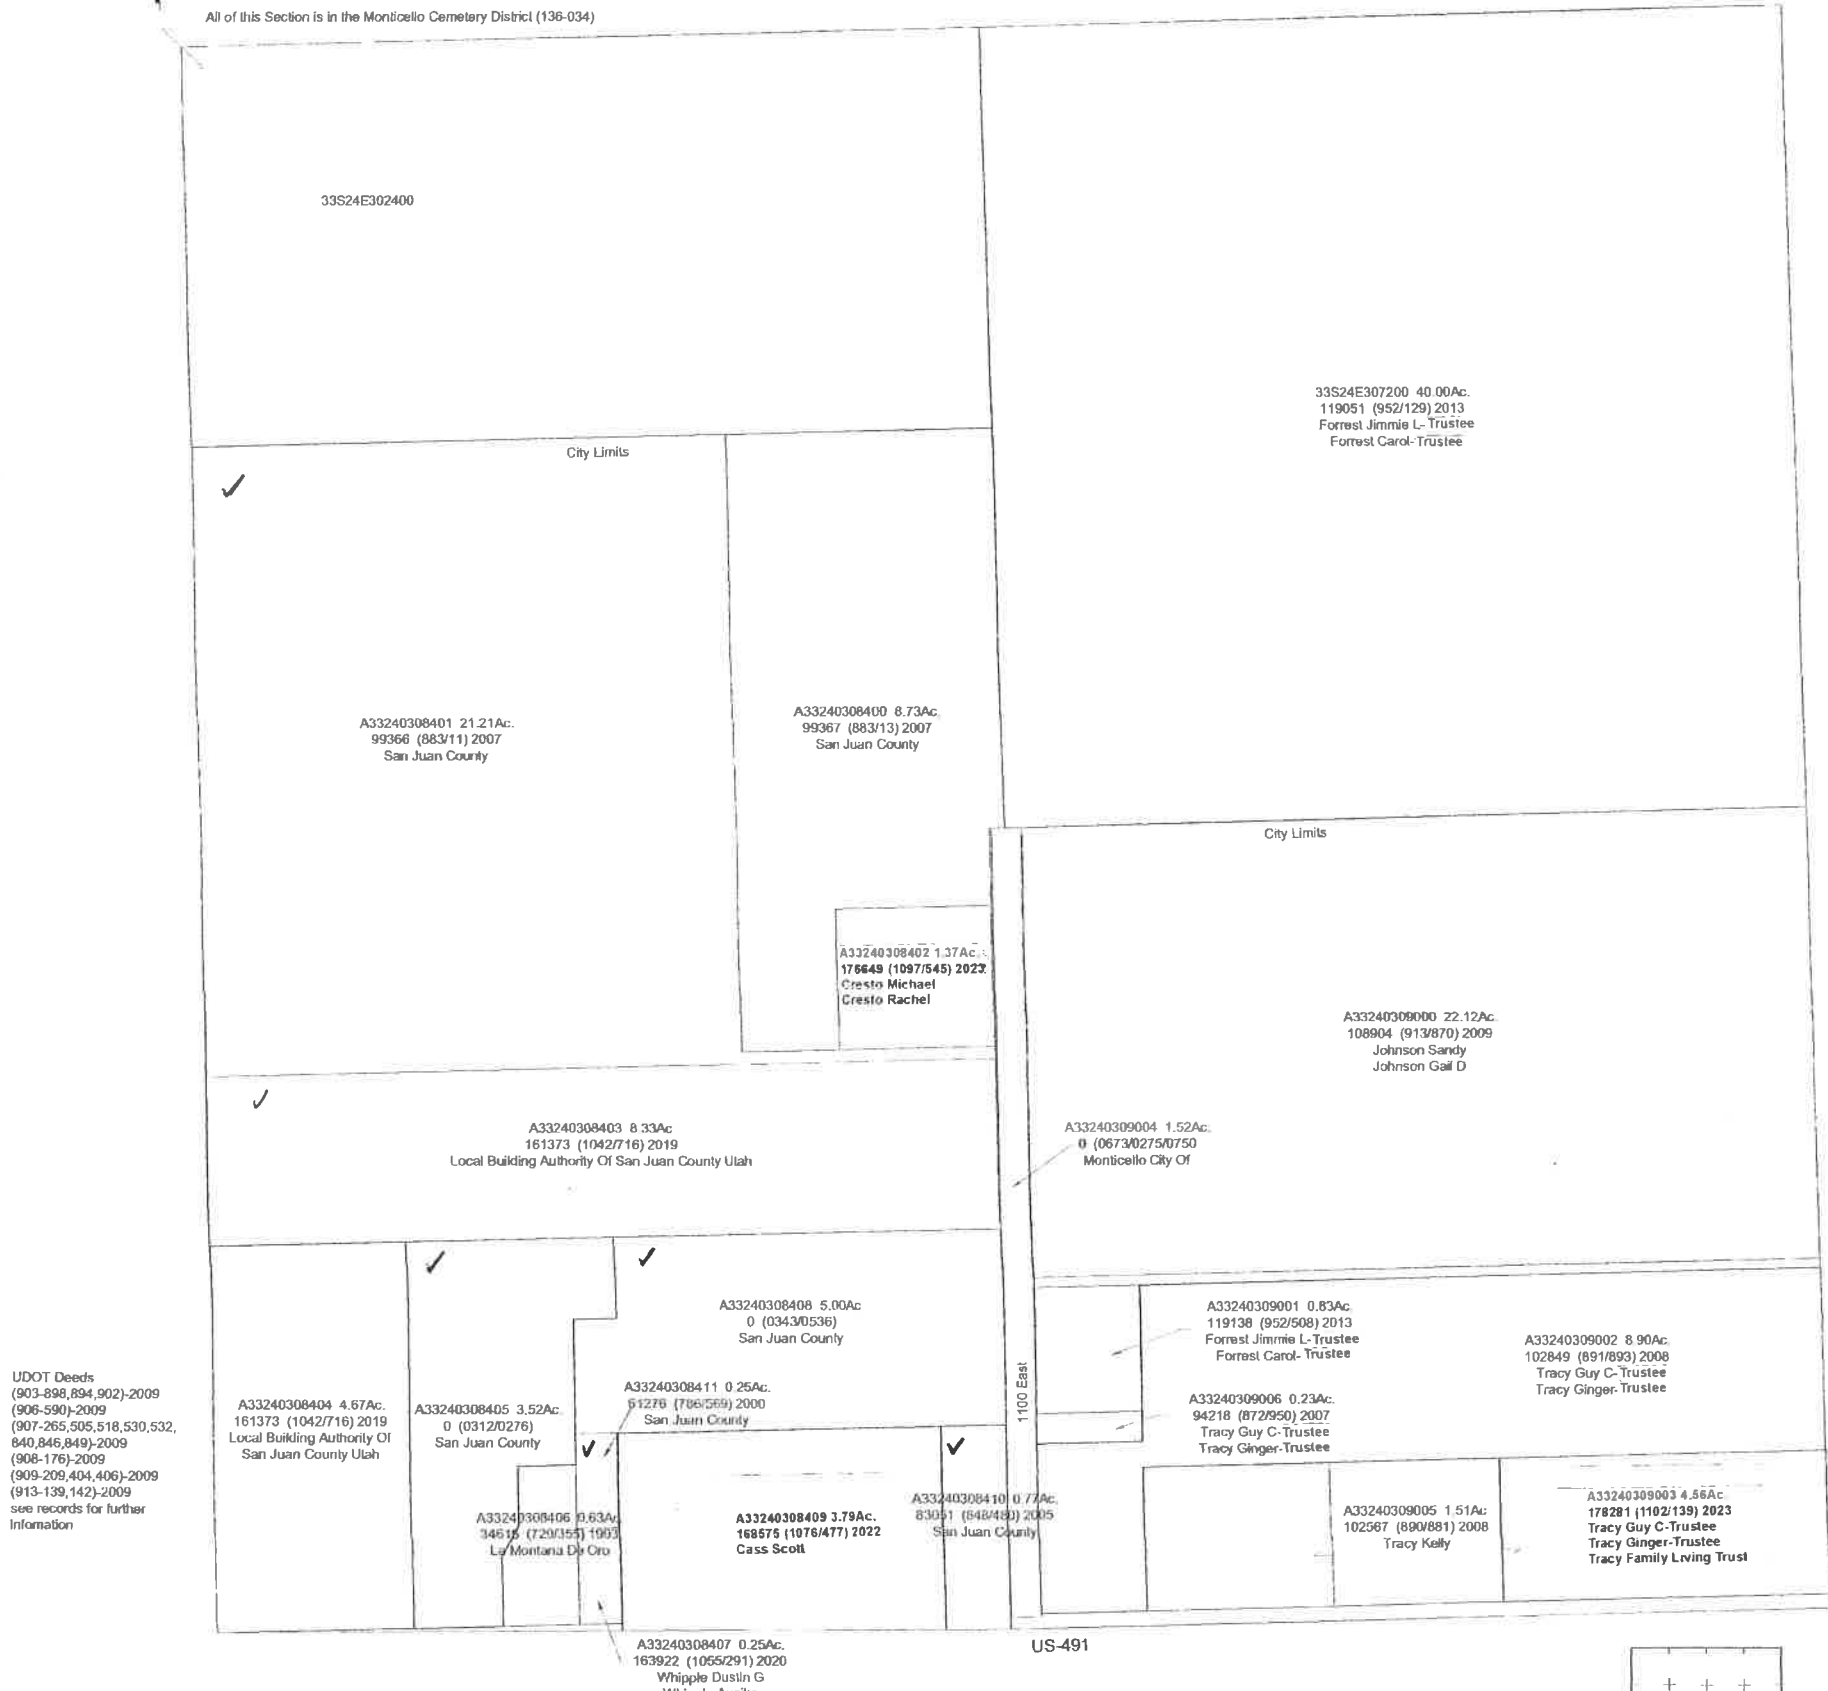 All of this Section is in the Monticello Cemetery District (136-034)
33S24E302400
33S24E307200 40.00Ac.
119051 (952/129) 2013
Forrest Jimmie L-Trustee
Forrest Carol-Trustee
City Limits
A33240308401 21.21Ac.
99366 (883/11) 2007
San Juan County
A33240308400 8.73Ac.
99367 (883/13) 2007
San Juan County
City Limits
A33240308402 1.37Ac.
176649 (1097/545) 2023
Cresto Michael
Cresto Rachel
A33240309000 22.12Ac.
108904 (913/870) 2009
Johnson Sandy
Johnson Gail D
A33240308403 8.33Ac
161373 (1042/716) 2019
Local Building Authority Of San Juan County Utah
A33240309004 1.52Ac.
0 (0673/0275/0750
Monticello City Of
A33240308408 5.00Ac
0 (0343/0536)
San Juan County
A33240309001 0.83Ac.
119138 (952/508) 2013
Forrest Jimmie L-Trustee
Forrest Carol-Trustee
A33240309002 8.90Ac.
102849 (891/893) 2008
Tracy Guy C-Trustee
Tracy Ginger-Trustee
UDOT Deeds
(903-898,894,902)-2009
(906-590)-2009
(907-265,505,518,530,532,
840,846,849)-2009
(908-176)-2009
(909-209,404,406)-2009
(913-139,142)-2009
see records for further
Infomation
A33240308404 4.67Ac.
161373 (1042/716) 2019
Local Building Authority Of
San Juan County Utah
A33240308405 3.52Ac.
0 (0312/0276)
San Juan County
A33240308411 0.25Ac.
61276 (786/569) 2000
San Juan County
1100 East
A33240309006 0.23Ac.
94218 (872/950) 2007
Tracy Guy C-Trustee
Tracy Ginger-Trustee
A33240308406 0.63Ac
34615 (720/355) 1993
La Montana De Oro
A33240308409 3.79Ac.
168575 (1076/477) 2022
Cass Scott
A33240308410 0.77Ac.
83051 (848/480) 2005
San Juan County
A33240309005 1.51Ac
102567 (890/881) 2008
Tracy Kelly
A33240309003 4.56Ac.
178281 (1102/139) 2023
Tracy Guy C-Trustee
Tracy Ginger-Trustee
Tracy Family Living Trust
A33240308407 0.25Ac.
163922 (1055/291) 2020
Whipple Dustin G
US-491